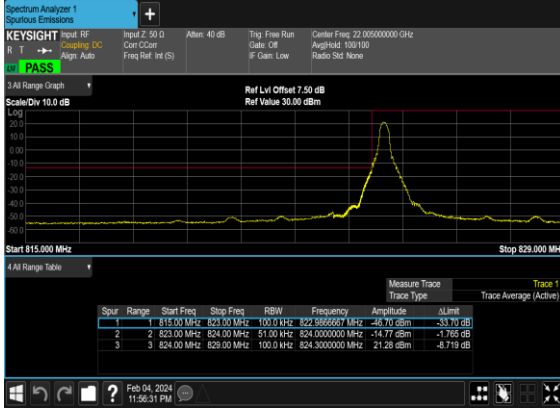 Spectrum Analyzer 1
Spurious Emissions
+
KEYSIGHT Input: RF Input Z: 50 Ω Atten: 40 dB Trig: Free Run Center Freq: 22.005000000 GHz
R T Coupling: DC Corr CCorr Gate: Off Avg|Hold: 100/100
Align: Auto Freq Ref: Int (S) IF Gain: Low Radio Std: None
PASS
3 All Range Graph Ref Lvl Offset 7.50 dB
Scale/Div 10.0 dB Ref Value 30.00 dBm
Log
20.0
10.0
0.00
-10.0
-20.0
-30.0
-40.0
-50.0
-60.0
Start 815.000 MHz Stop 829.000 MH
4 All Range Table
Measure Trace Trace 1
Trace Type Trace Average (Active)
Spur Range Start Freq Stop Freq RBW Frequency Amplitude ΔLimit
1 1 815.00 MHz 823.00 MHz 100.0 kHz 822.9866667 MHz -46.70 dBm -33.70 dB
2 2 823.00 MHz 824.00 MHz 51.00 kHz 824.0000000 MHz -14.77 dBm -1.765 dB
3 3 824.00 MHz 829.00 MHz 100.0 kHz 824.3000000 MHz 21.28 dBm -8.719 dB
? Feb 04, 2024
11:56:31 PM